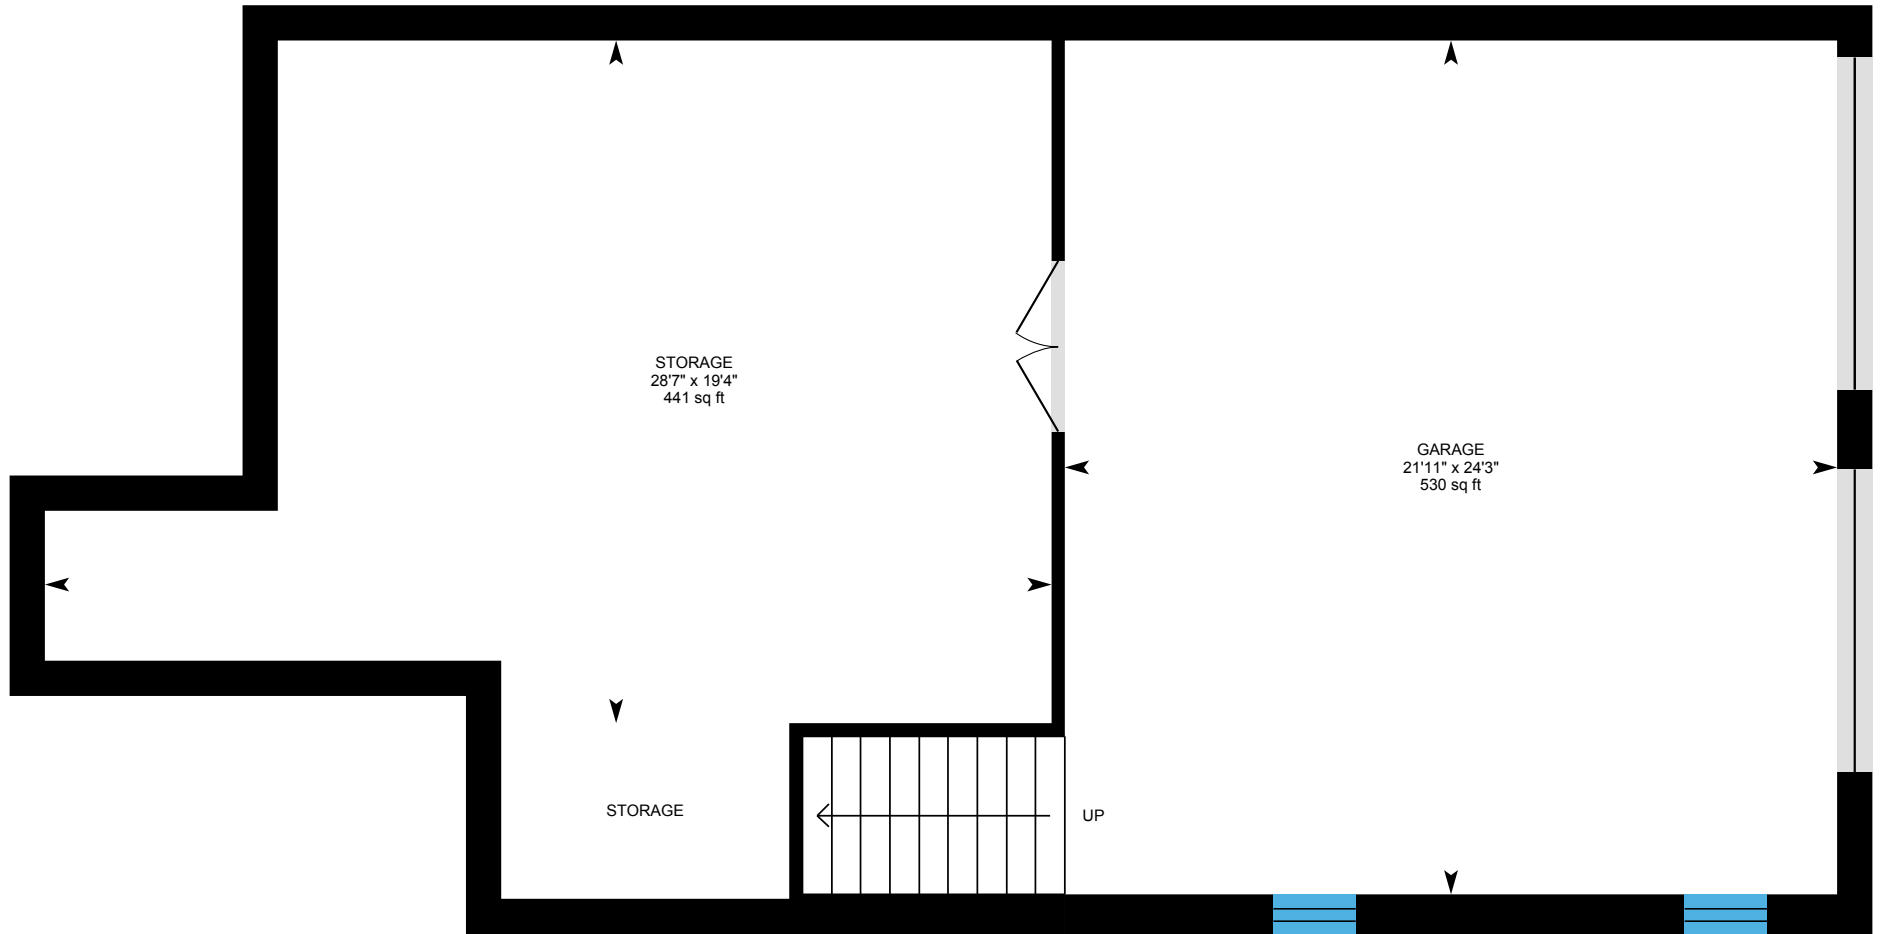 STORAGE
28'7" x 19'4"
441 sq ft
GARAGE
21'11" x 24'3"
530 sq ft
STORAGE
UP